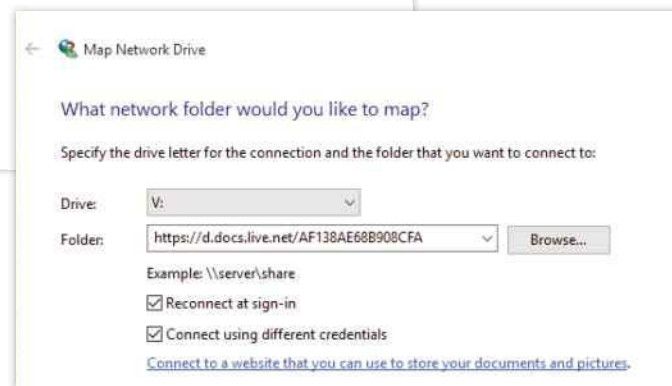 Map Network Drive
What network folder would you like to map?
Specify the drive letter for the connection and the folder that you want to connect to:
Drive: V:
Folder: https://d.docs.live.net/AF138AE68B908CFA Browse...
Example: \\server\share
Reconnect at sign-in
Connect using different credentials
Connect to a website that you can use to store your documents and pictures.